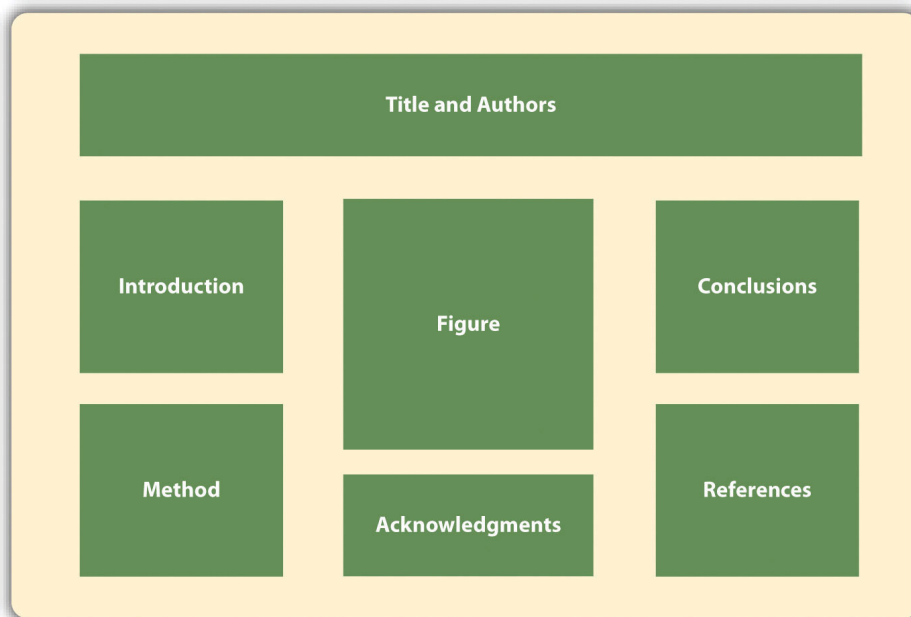 Title and Authors
Introduction
Method
Figure
Acknowledgments
Conclusions
References